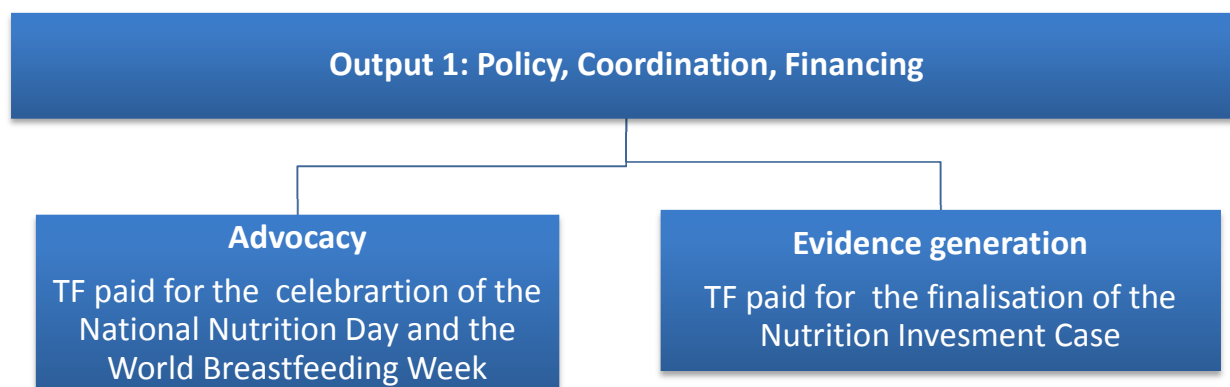 Output 1: Policy, Coordination, Financing
Advocacy
TF paid for the celebrartion of the
National Nutrition Day and the
World Breastfeeding Week
Evidence generation
TF paid for the finalisation of the
Nutrition Invesment Case